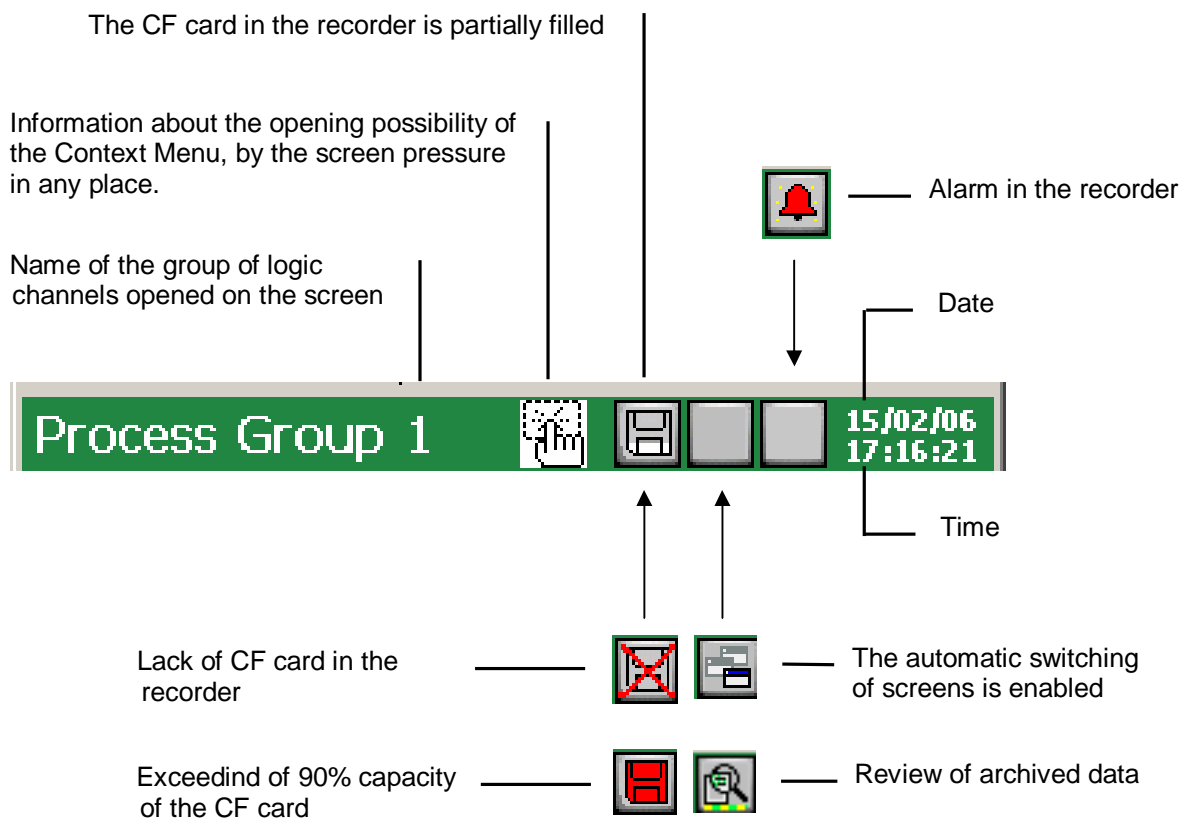 The CF card in the recorder is partially filled
Information about the opening possibility of
the Context Menu, by the screen pressure
in any place.
Alarm in the recorder
Name of the group of logic
channels opened on the screen
Date
Process Group 1
15/02/06
17:16:21
Time
Lack of CF card in the
recorder
The automatic switching
of screens is enabled
Exceedind of 90% capacity
of the CF card
Review of archived data